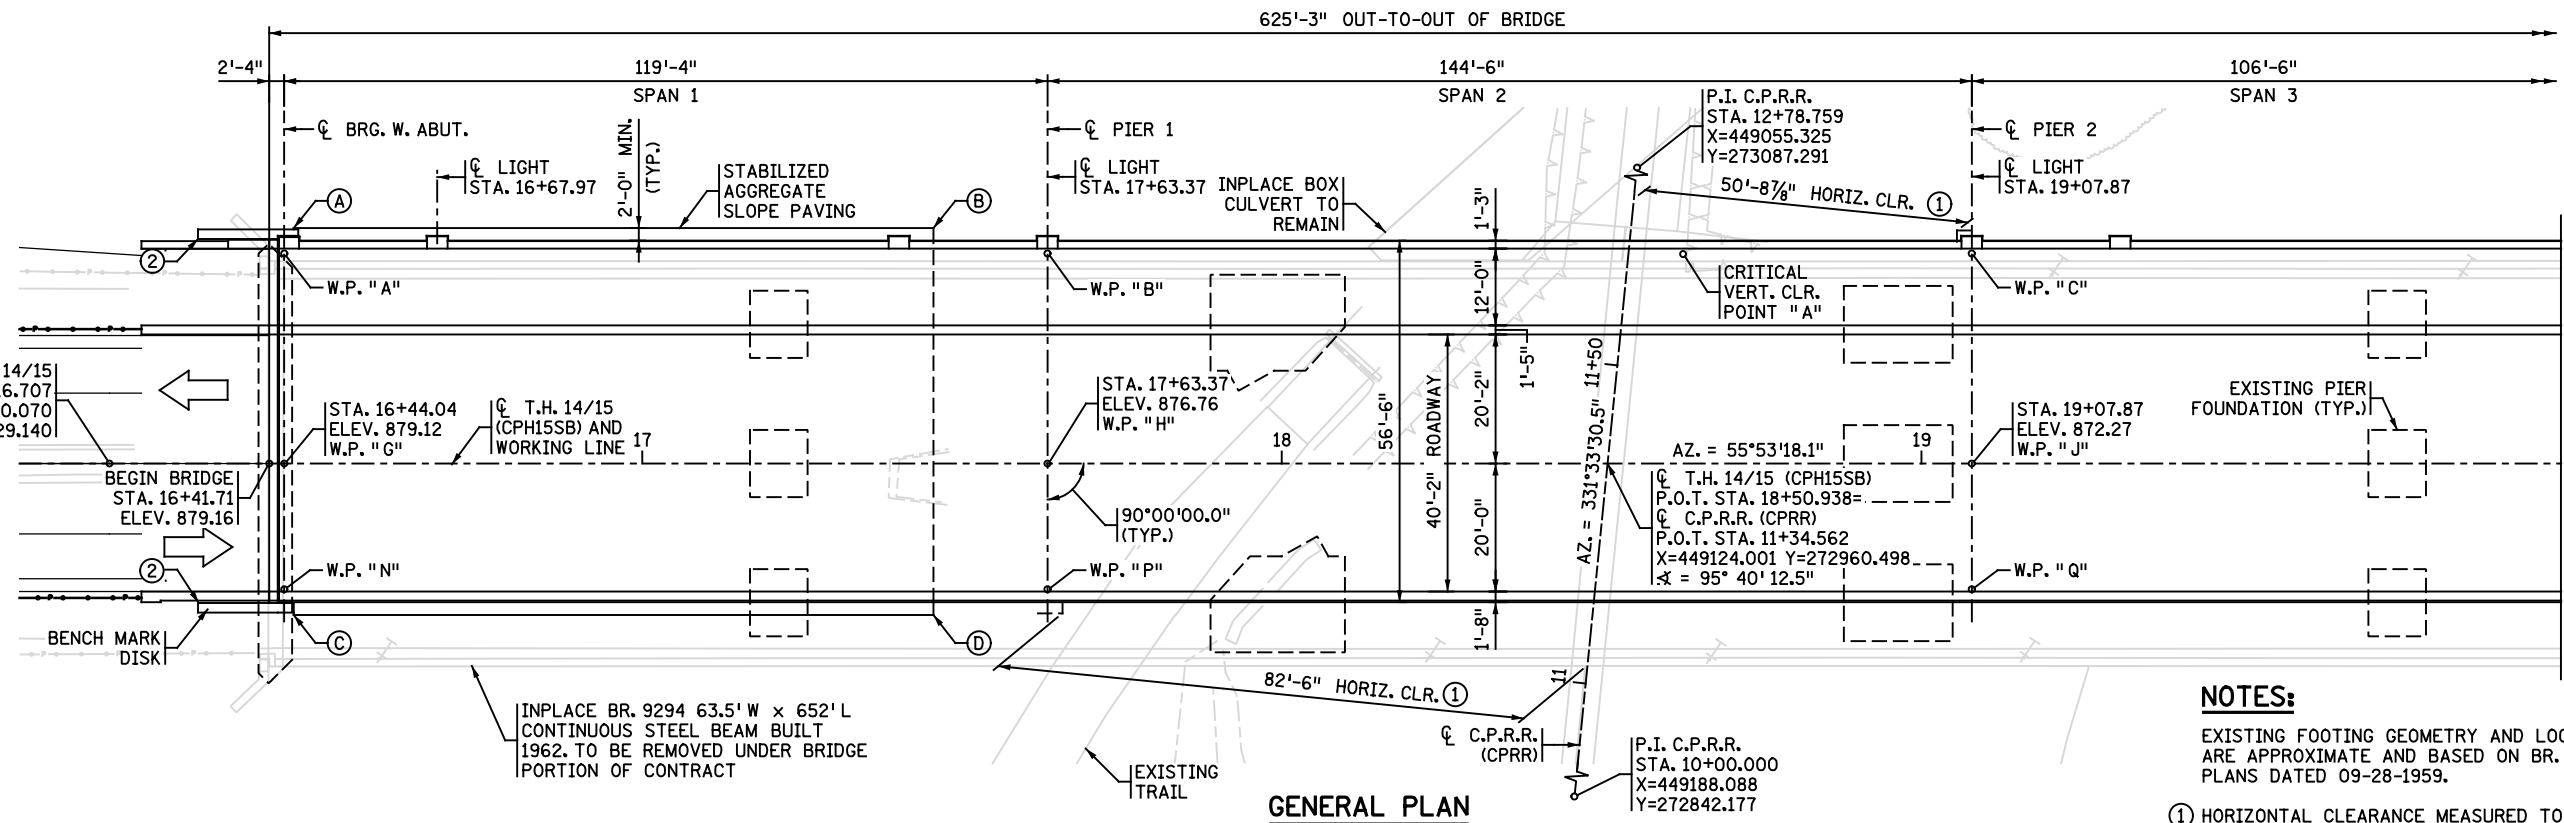 625'-3" OUT-TO-OUT OF BRIDGE
2'-4"
119'-4"
SPAN 1
144'-6"
SPAN 2
106'-6"
SPAN 3
℄ BRG. W. ABUT.
℄ PIER 1
℄ PIER 2
℄ LIGHT
STA. 16+67.97
2'-0" MIN.
(TYP.)
STABILIZED
AGGREGATE
SLOPE PAVING
℄ LIGHT
STA. 17+63.37
INPLACE BOX
CULVERT TO
REMAIN
P.I. C.P.R.R.
STA. 12+78.759
X=449055.325
Y=273087.291
50'-8⅞" HORIZ. CLR. 1
℄ LIGHT
STA. 19+07.87
A
B
1'-3"
2
W.P. "A"
W.P. "B"
12'-0"
CRITICAL
VERT. CLR.
POINT "A"
W.P. "C"
1'-5"
14/15
6.707
0.070
29.140
STA. 16+44.04
ELEV. 879.12
W.P. "G"
℄ T.H. 14/15
(CPH15SB) AND
WORKING LINE
17
STA. 17+63.37
ELEV. 876.76
W.P. "H"
18
56'-6"
40'-2" ROADWAY
20'-2"
11+50
AZ. = 331°33'30.5"
AZ. = 55°53'18.1"
19
STA. 19+07.87
ELEV. 872.27
W.P. "J"
EXISTING PIER
FOUNDATION (TYP.)
BEGIN BRIDGE
STA. 16+41.71
ELEV. 879.16
90°00'00.0"
(TYP.)
20'-0"
℄ T.H. 14/15 (CPH15SB)
P.O.T. STA. 18+50.938=
℄ C.P.R.R. (CPRR)
P.O.T. STA. 11+34.562
X=449124.001 Y=272960.498
∡ = 95° 40'12.5"
2
W.P. "N"
W.P. "P"
W.P. "Q"
BENCH MARK
DISK
C
D
1'-8"
82'-6" HORIZ. CLR. 1
11
INPLACE BR. 9294 63.5' W x 652' L
CONTINUOUS STEEL BEAM BUILT
1962. TO BE REMOVED UNDER BRIDGE
PORTION OF CONTRACT
EXISTING
TRAIL
℄ C.P.R.R.
(CPRR)
P.I. C.P.R.R.
STA. 10+00.000
X=449188.088
Y=272842.177
GENERAL PLAN
NOTES:
EXISTING FOOTING GEOMETRY AND
ARE APPROXIMATE AND BASED ON BR.
PLANS DATED 09-28-1959.
1 HORIZONTAL CLEARANCE MEASURED TO